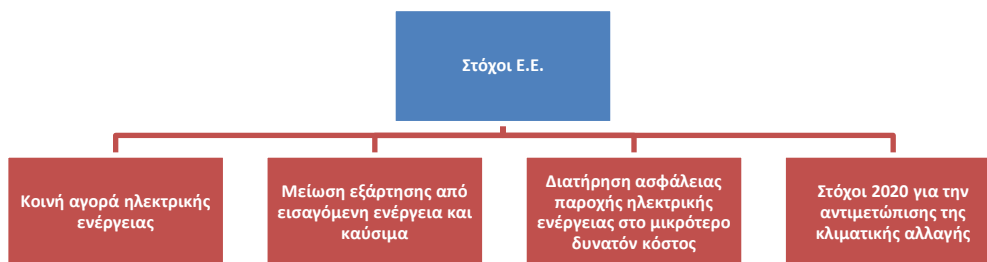 Στόχοι Ε.Ε.
Κοινή αγορά ηλεκτρικής
ενέργειας
Μείωση εξάρτησης από
εισαγόμενη ενέργεια και
καύσιμα
Διατήρηση ασφάλειας
παροχής ηλεκτρικής
ενέργειας στο μικρότερο
δυνατόν κόστος
Στόχοι 2020 για την
αντιμετώπισης της
κλιματικής αλλαγής